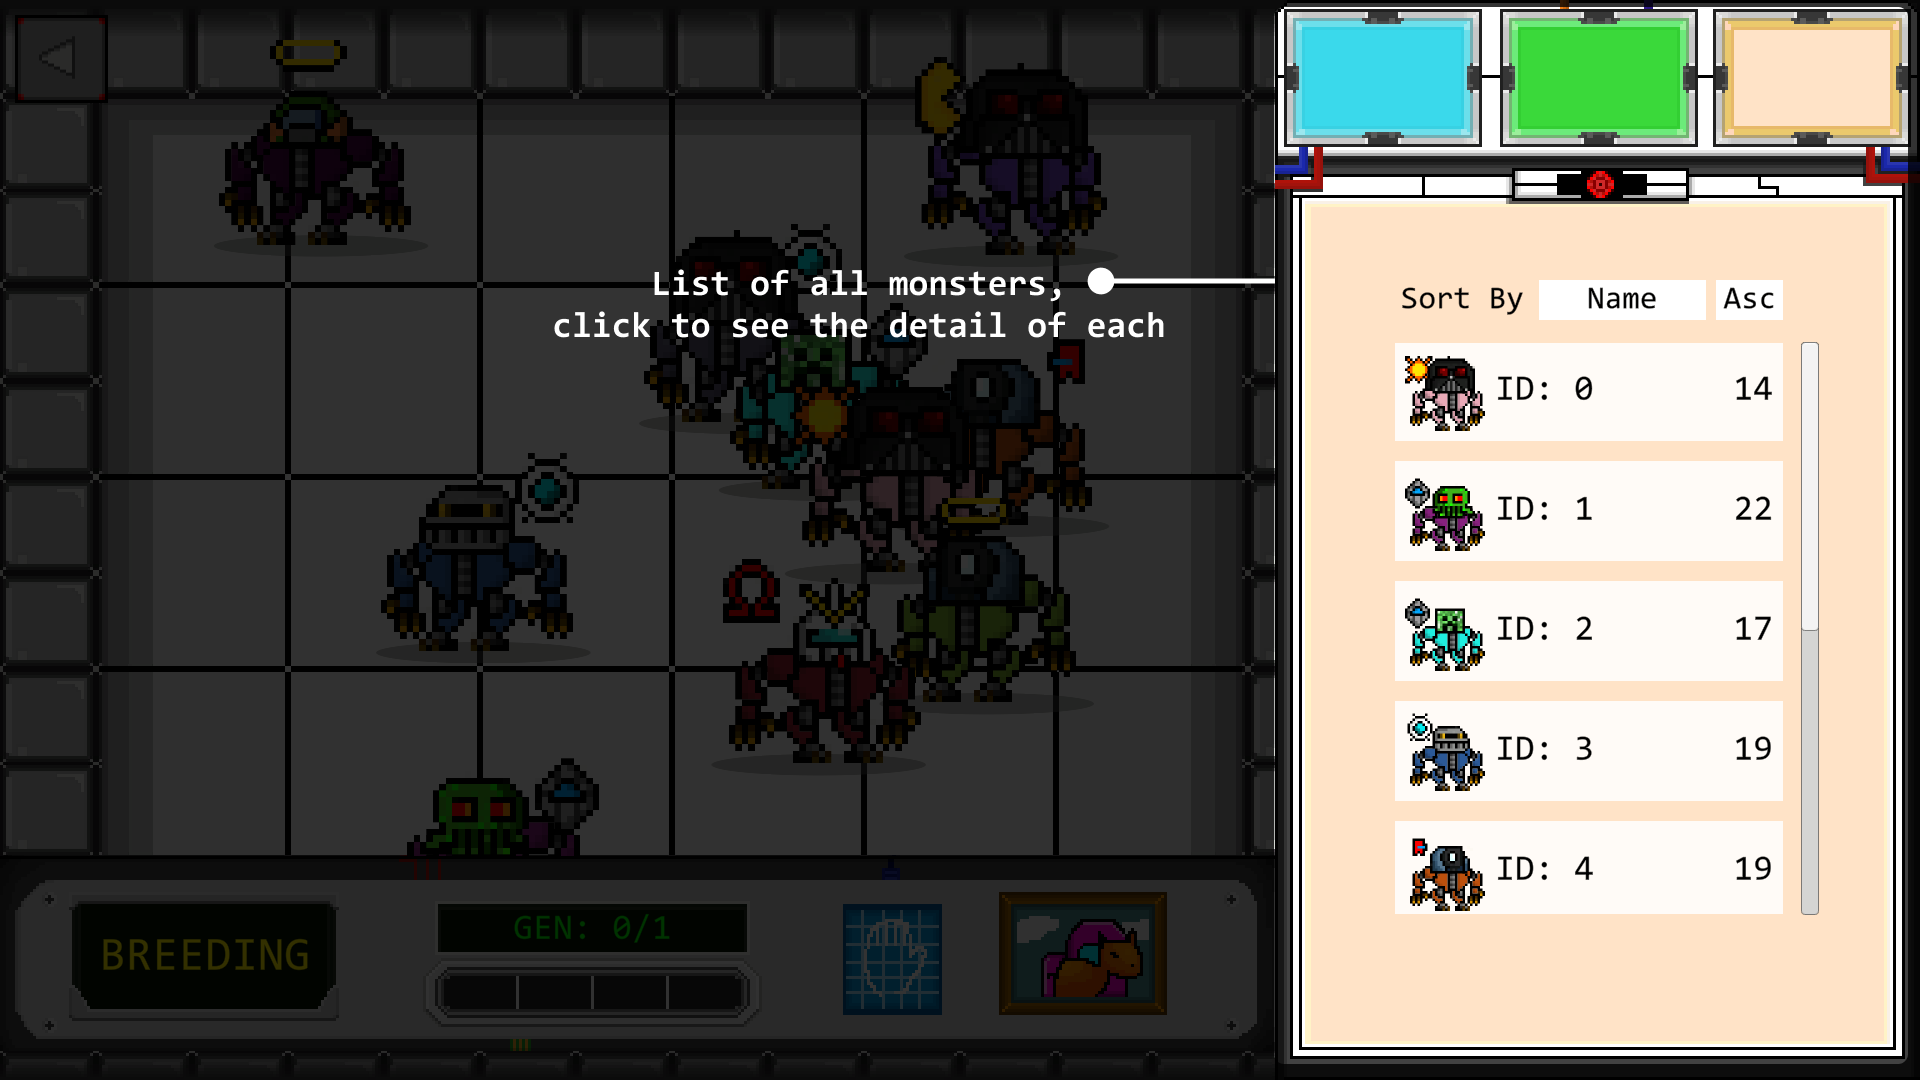 List of all monsters,
click to see the detail of each
Sort By Name Asc
ID: 0 14
ID: 1 22
ID: 2 17
ID: 3 19
ID: 4 19
Ω
BREEDING
GEN: 0/1